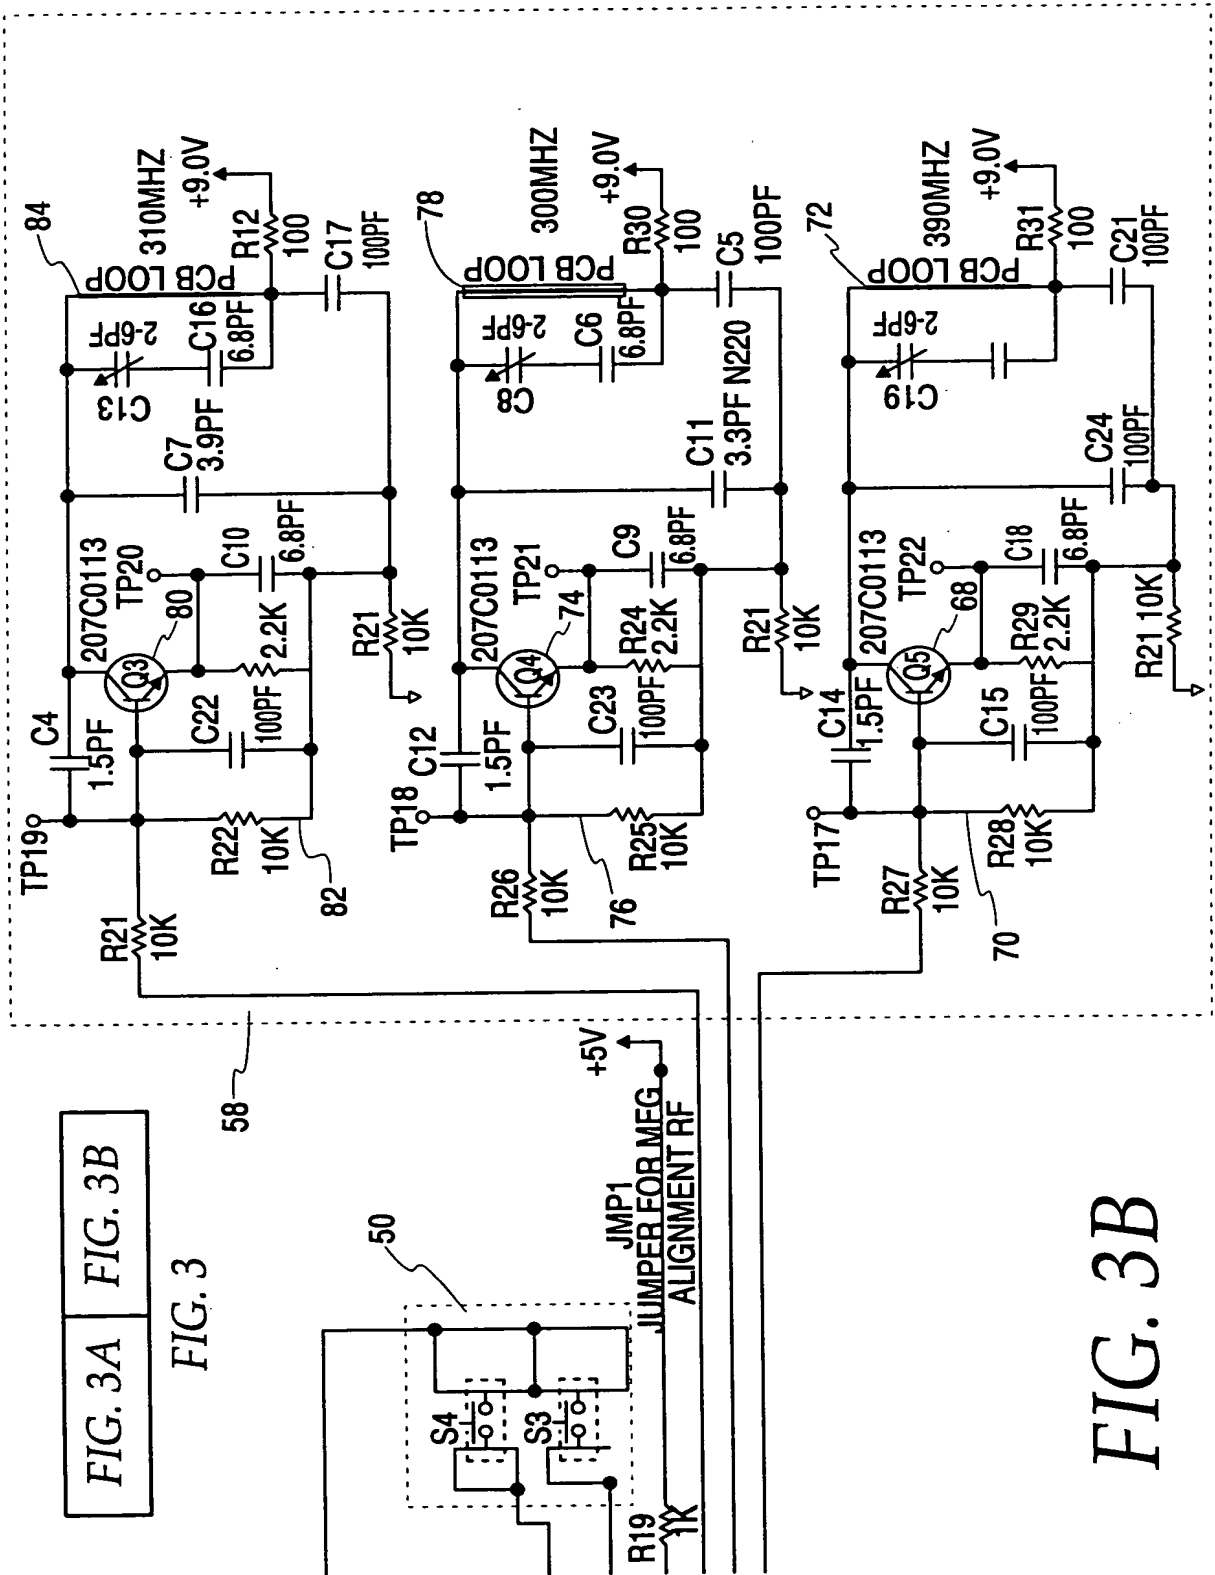 FIG. 3A
FIG. 3B
FIG. 3
58
50
S4
S3
R19
1K
JMP1
JUMPER FOR MFG
ALIGNMENT RF
+5V
TP19
C4
1.5PF
R21
10K
R22
10K
82
C22
100PF
Q3
207C0113
80
TP20
2.2K
C10
6.8PF
R21
10K
C7
3.9PF
C13
2-6PF
C16
6.8PF
PCB LOOP
84
310MHZ
+9.0V
R12
100
C17
100PF
TP18
C12
1.5PF
R26
10K
R25
10K
76
C23
100PF
Q4
207C0113
74
TP21
R24
2.2K
C9
6.8PF
R21
10K
C11
3.3PF N220
C8
2-6PF
C6
6.8PF
PCB LOOP
78
300MHZ
+9.0V
R30
100
C5
100PF
TP17
C14
1.5PF
R27
10K
R28
10K
70
C15
100PF
Q5
207C0113
68
TP22
R29
2.2K
C18
6.8PF
R21 10K
C24
100PF
C19
2-6PF
PCB LOOP
72
390MHZ
+9.0V
R31
100
C21
100PF
FIG. 3B